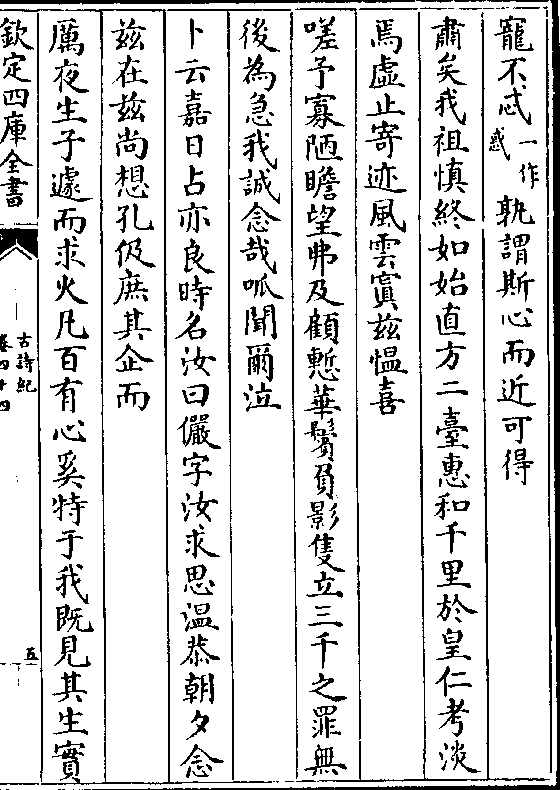 寵不忒一作惑孰謂斯心而近可得
肅矣我祖慎終如始直方二臺惠和千里於皇仁考淡
焉虛止寄迹風雲寘茲慍喜
嗟予寡陋瞻望弗及顧慙華鬢負影隻立三千之罪無
後為急我誠念哉呱聞爾泣
卜云嘉日占亦良時名汝曰儼字汝求思溫恭朝夕念
茲在茲尚想孔伋庶其企而
厲夜生子遽而求火凡百有心奚特于我既見其生實
欽定四庫全書
古詩紀
卷四十四
五